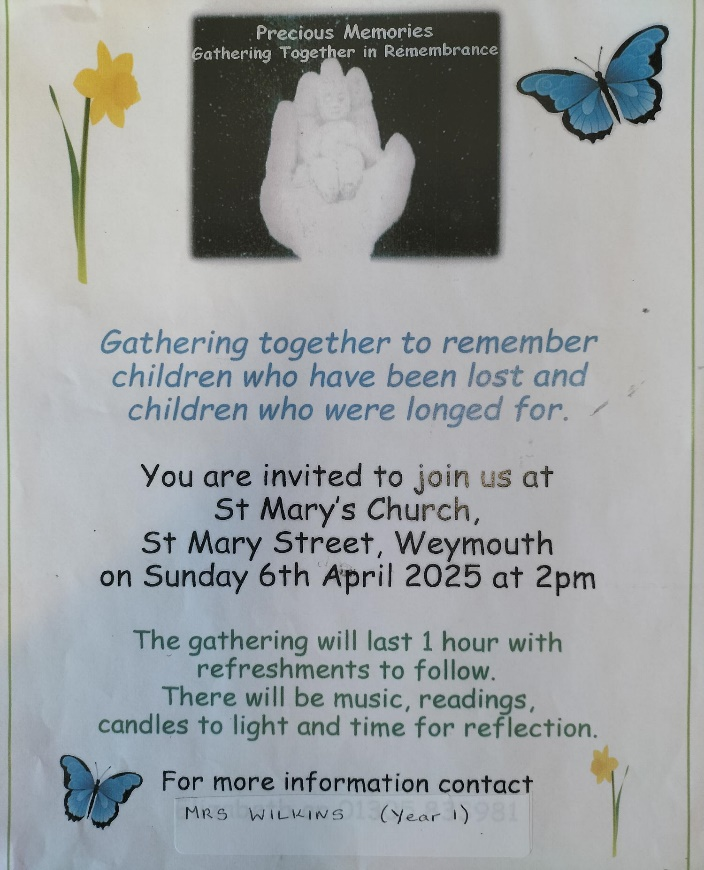 Precious Memories
Gathering Together in Remembrance
Gathering together to remember
children who have been lost and
children who were longed for.
You are invited to join us at
St Mary's Church,
St Mary Street, Weymouth
on Sunday 6th April 2025 at 2pm
The gathering will last 1 hour with
refreshments to follow.
There will be music, readings,
candles to light and time for reflection.
For more information contact
MRS WILKINS (Year 1)